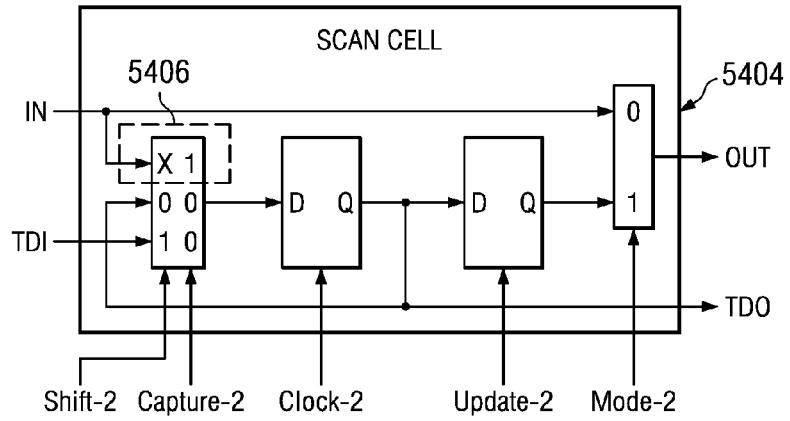 SCAN CELL
5406
5404
IN
0
OUT
X 1
0 0
D Q
D Q
1
TDI
1 0
TDO
Shift-2 Capture-2 Clock-2 Update-2 Mode-2